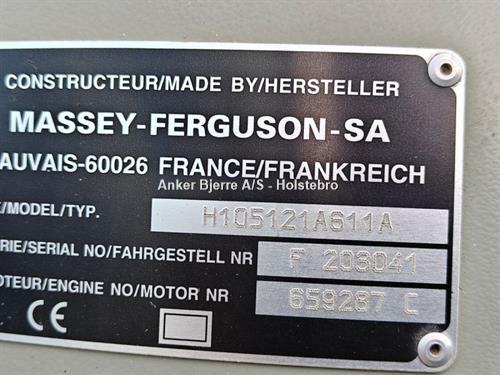 CONSTRUCTEUR/MADE BY/HERSTELLER
MASSEY-FERGUSON-SA
AUVAIS-60026 FRANCE/FRANKREICH
Anker Bjerre A/S - Holstebro
E/MODEL/TYP. H105121A611A
RIE/SERIAL NO/FAHRGESTELL NR F 203041
OTEUR/ENGINE NO/MOTOR NR 659287 C
CE